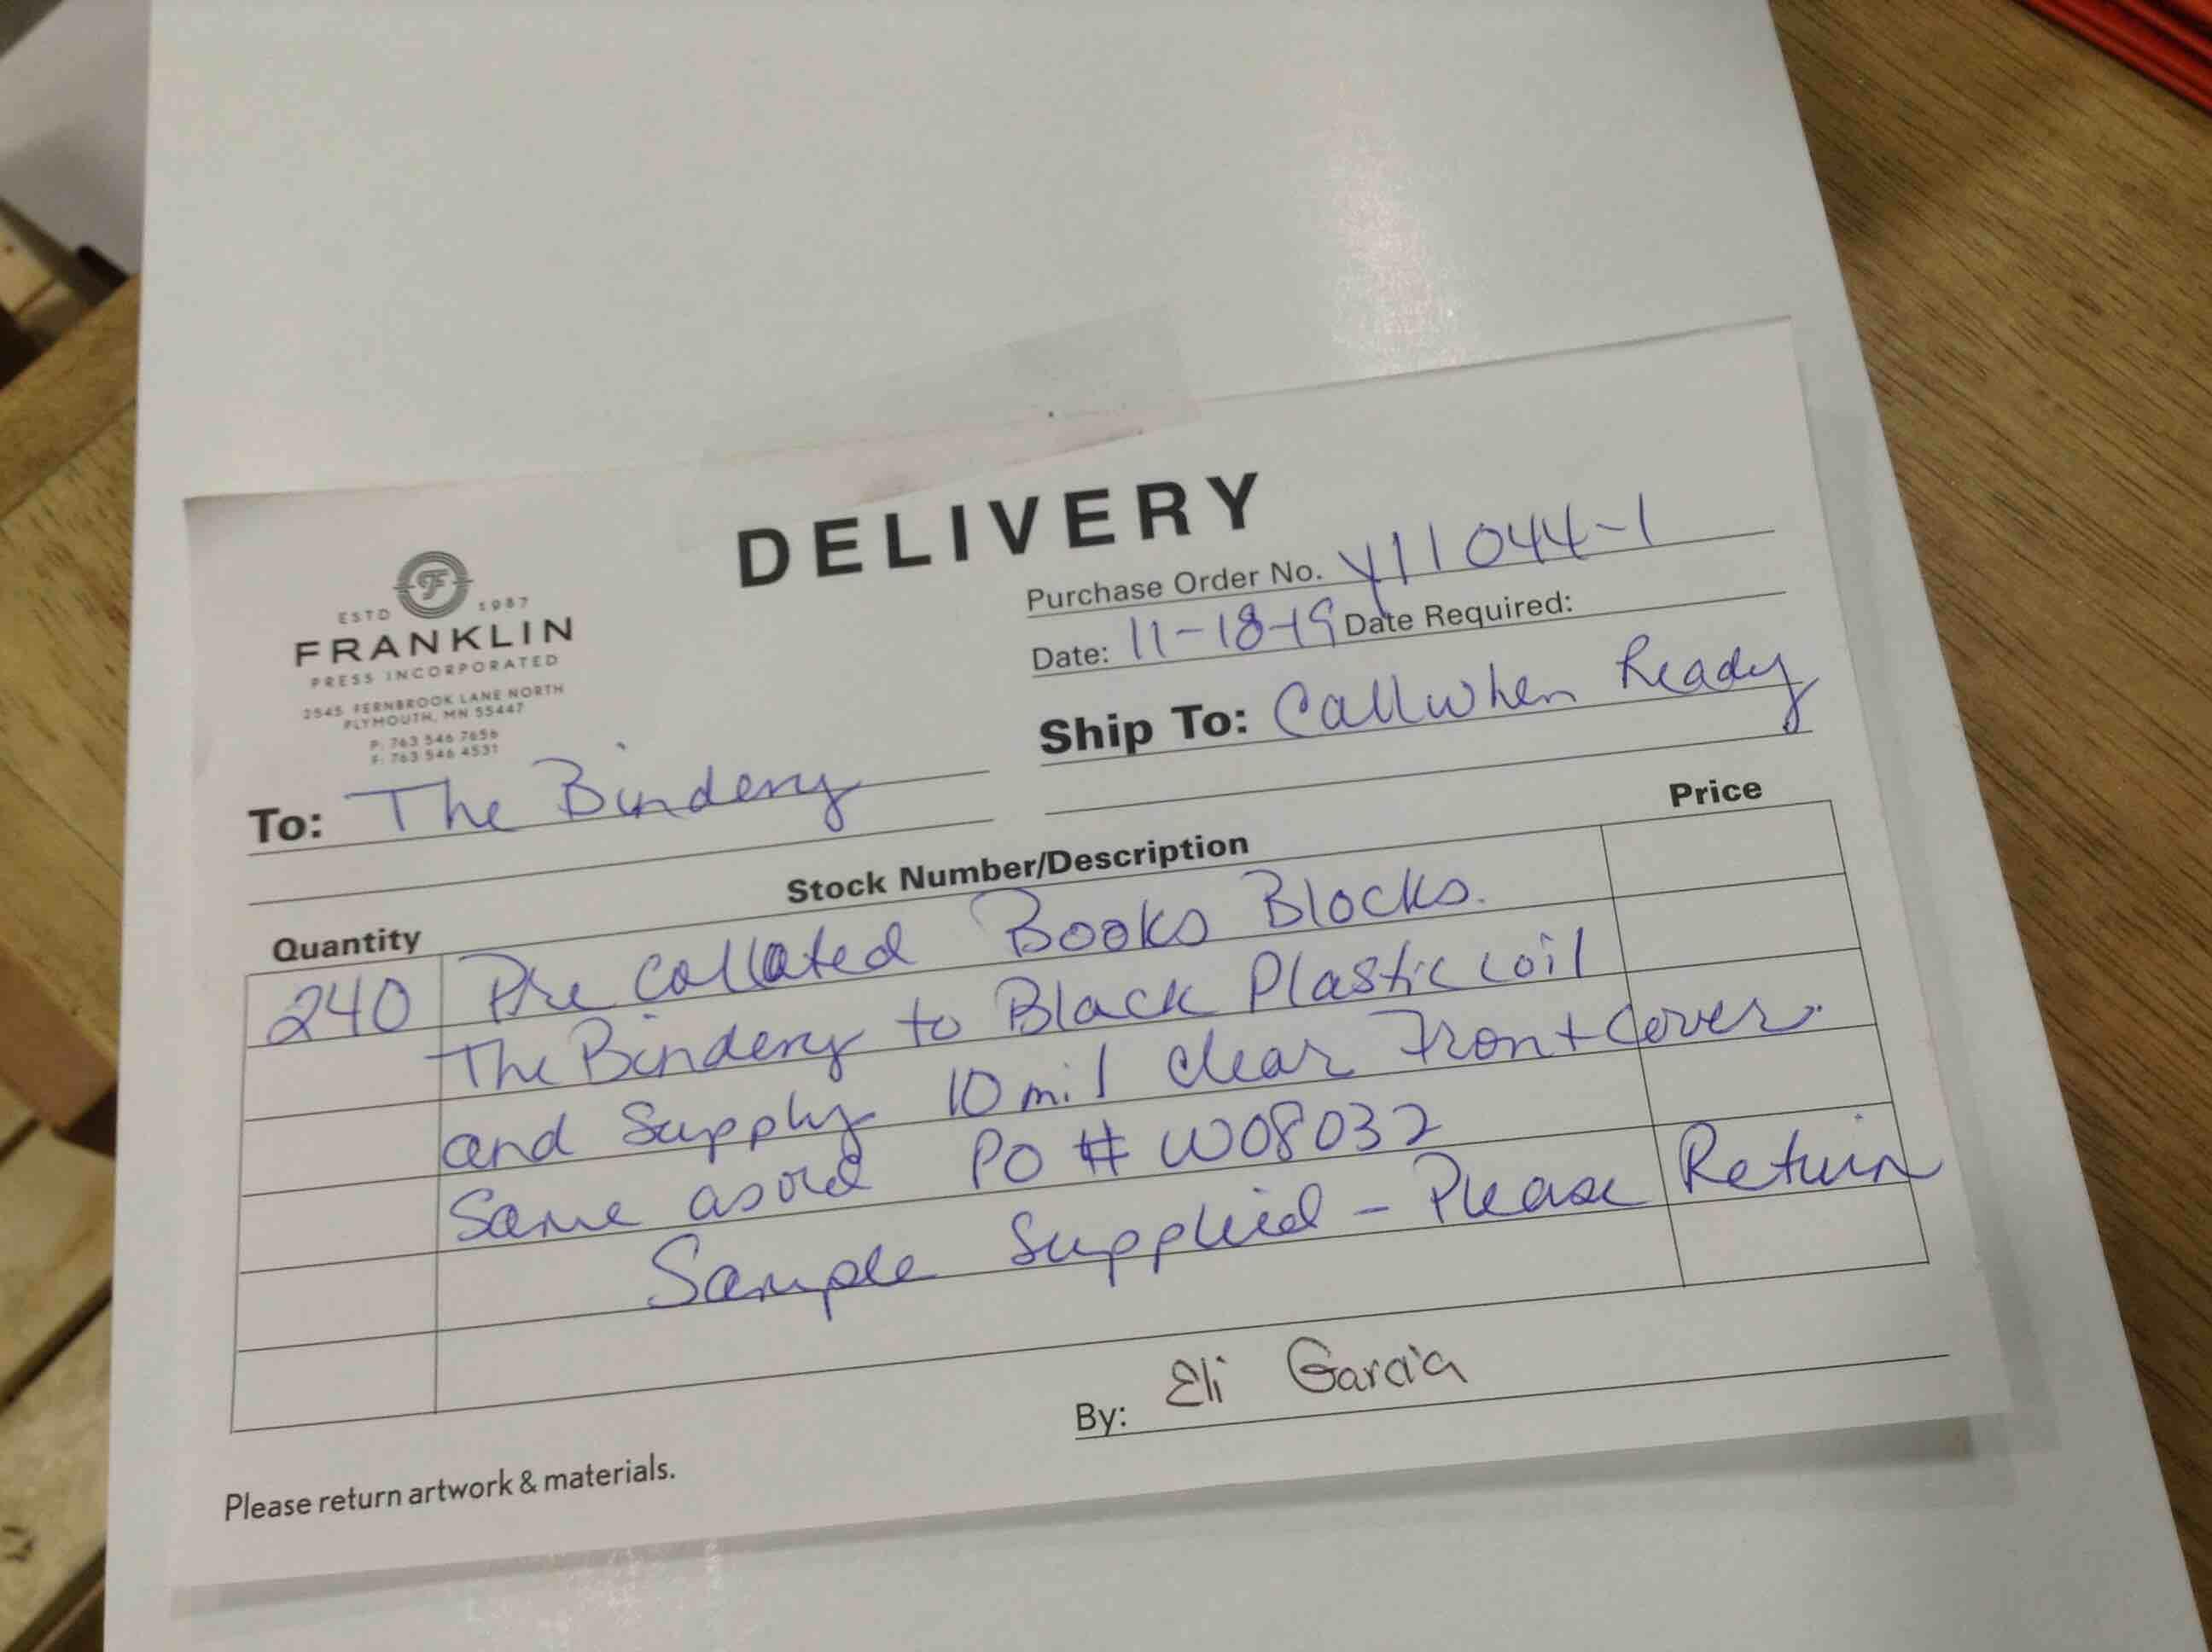 DELIVERY
ESTD 1987
FRANKLIN
PRESS INCORPORATED
2545 FERNBROOK LANE NORTH
PLYMOUTH, MN 55447
P: 763 546 7656
F: 763 546 4531
Purchase Order No. Y11044-1
Date: 11-18-19 Date Required:
To: The Bindery
Ship To: Call when Ready
Quantity Stock Number/Description Price
240 Pre Collated Books Blocks.
The Bindery to Black Plastic coil
and Supply 10 mil Clear Front Cover.
Same as old PO # W08032
Sample Supplied - Please Return
By: Eli Garcia
Please return artwork & materials.